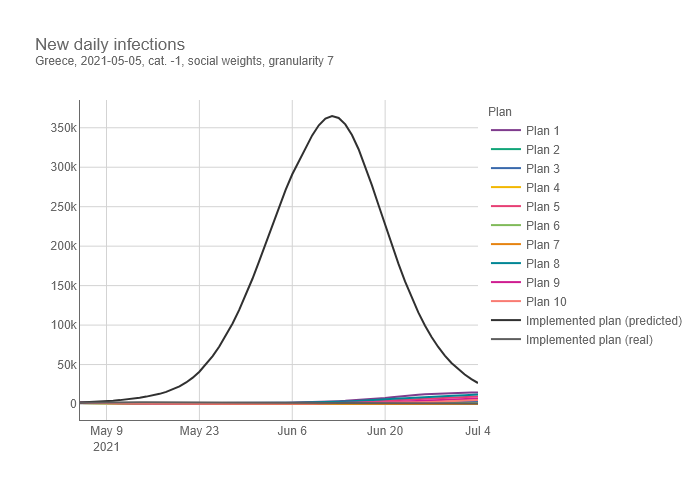 New daily infections
Greece, 2021-05-05, cat. -1, social weights, granularity 7
350k
300k
250k
200k
150k
100k
50k
0
May 9
2021
May 23
Jun 6
Jun 20
Jul 4
Plan
Plan 1
Plan 2
Plan 3
Plan 4
Plan 5
Plan 6
Plan 7
Plan 8
Plan 9
Plan 10
Implemented plan (predicted)
Implemented plan (real)